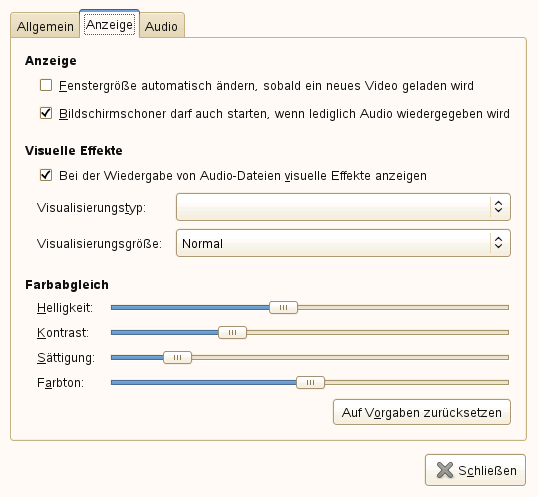 Allgemein Anzeige Audio
Anzeige
Fenstergröße automatisch ändern, sobald ein neues Video geladen wird
Bildschirmschoner darf auch starten, wenn lediglich Audio wiedergegeben wird
Visuelle Effekte
Bei der Wiedergabe von Audio-Dateien visuelle Effekte anzeigen
Visualisierungstyp:
Visualisierungsgröße: Normal
Farbabgleich
Helligkeit:
Kontrast:
Sättigung:
Farbton:
Auf Vorgaben zurücksetzen
Schließen